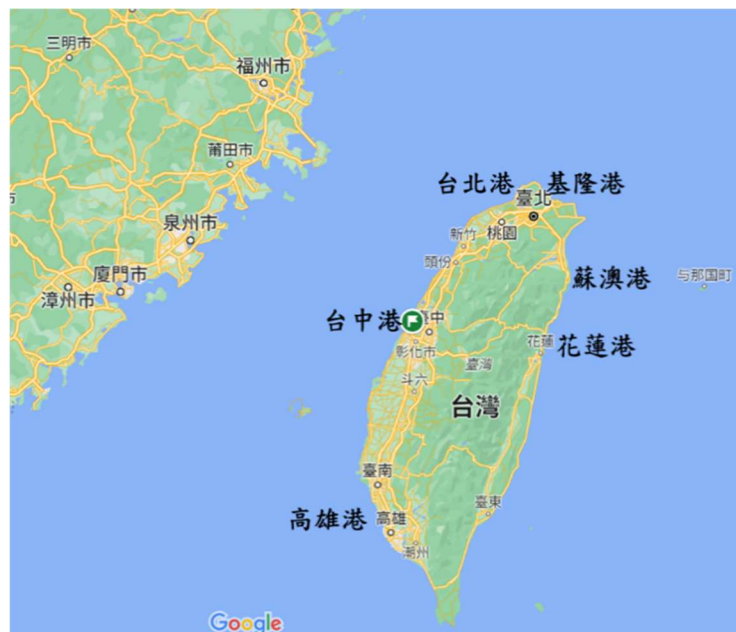 三明市
福州市
莆田市
台北港 基隆港
臺北
泉州市
新竹
桃園
頭份
廈門市
漳州市
蘇澳港
与那国町
台中港
臺中
花蓮
花蓮港
彰化市
臺灣
斗六
台灣
臺南
臺東
高雄港
高雄
潮州
Google